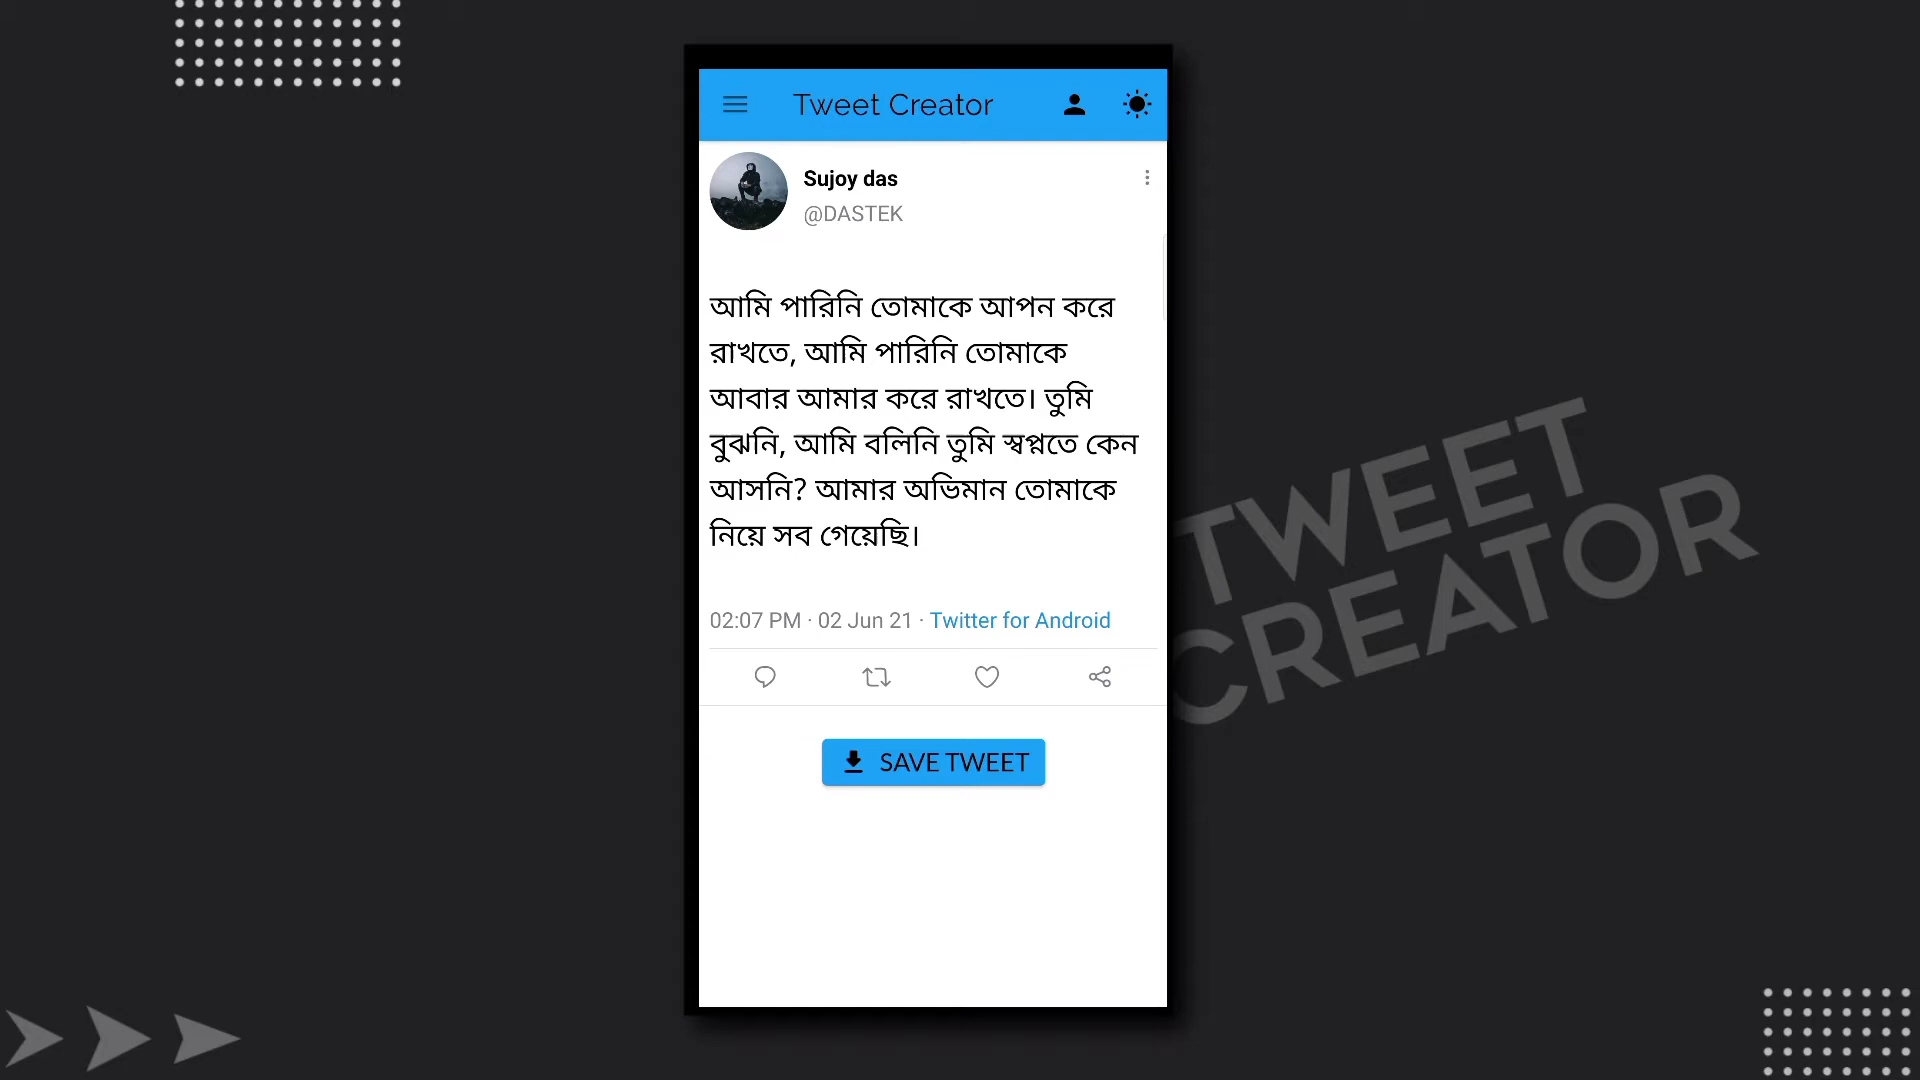 Tweet Creator
Sujoy das
@DASTEK
আমি পারিনি তোমাকে আপন করে
রাখতে, আমি পারিনি তোমাকে
আবার আমার করে রাখতে। তুমি
বুঝনি, আমি বলিনি তুমি স্বপ্নতে কেন
আসনি? আমার অভিমান তোমাকে
নিয়ে সব গেয়েছি।
02:07 PM · 02 Jun 21 · Twitter for Android
SAVE TWEET
TWEET
CREATOR